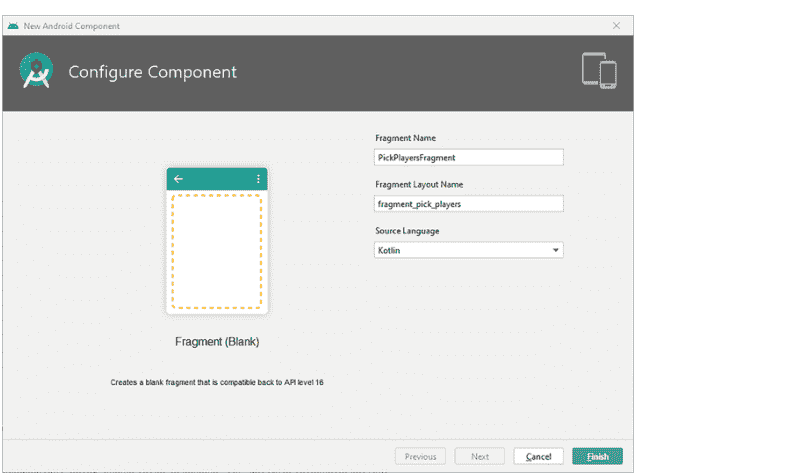 New Android Component
Configure Component
Fragment Name
PickPlayersFragment
Fragment Layout Name
fragment_pick_players
Source Language
Kotlin
Fragment (Blank)
Creates a blank fragment that is compatible back to API level 16
Previous
Next
Cancel
Finish